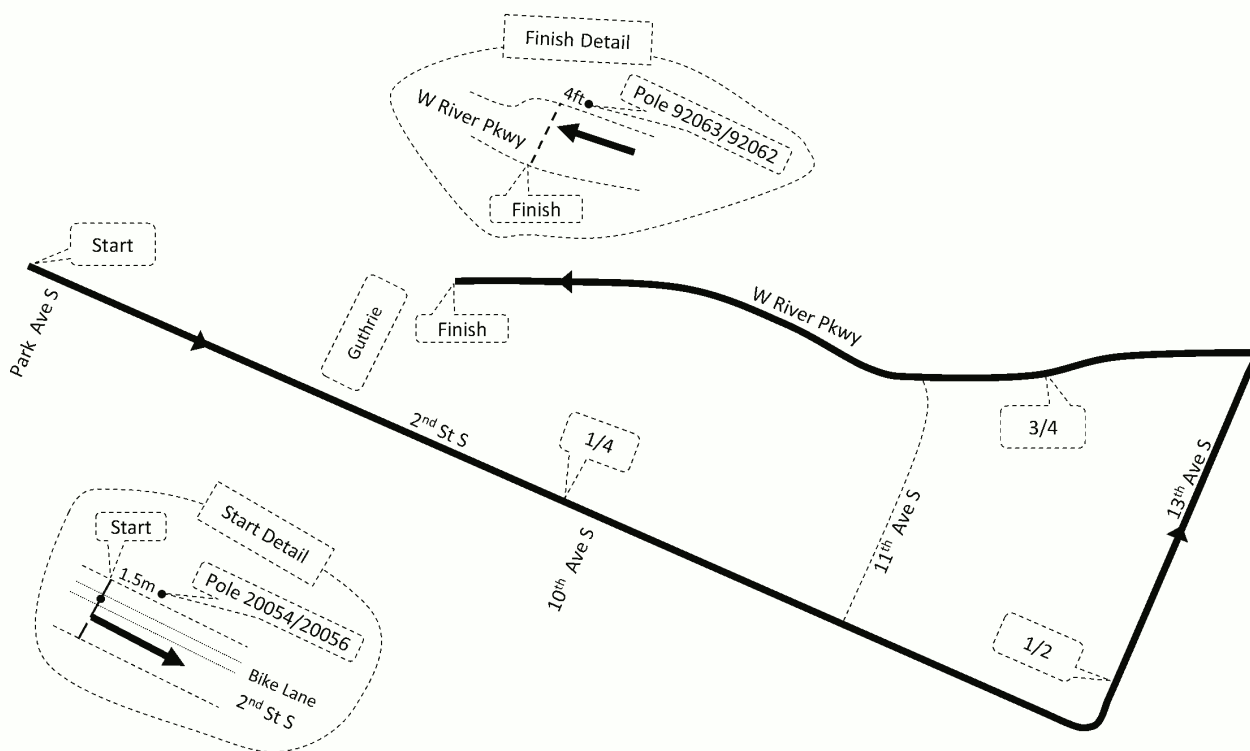 Finish Detail
4ft
Pole 92063/92062
W River Pkwy
Finish
Start
Park Ave S
Guthrie
Finish
W River Pkwy
2nd St S
1/4
3/4
10th Ave S
11th Ave S
13th Ave S
1/2
Start Detail
Start
1.5m
Pole 20054/20056
Bike Lane
2nd St S